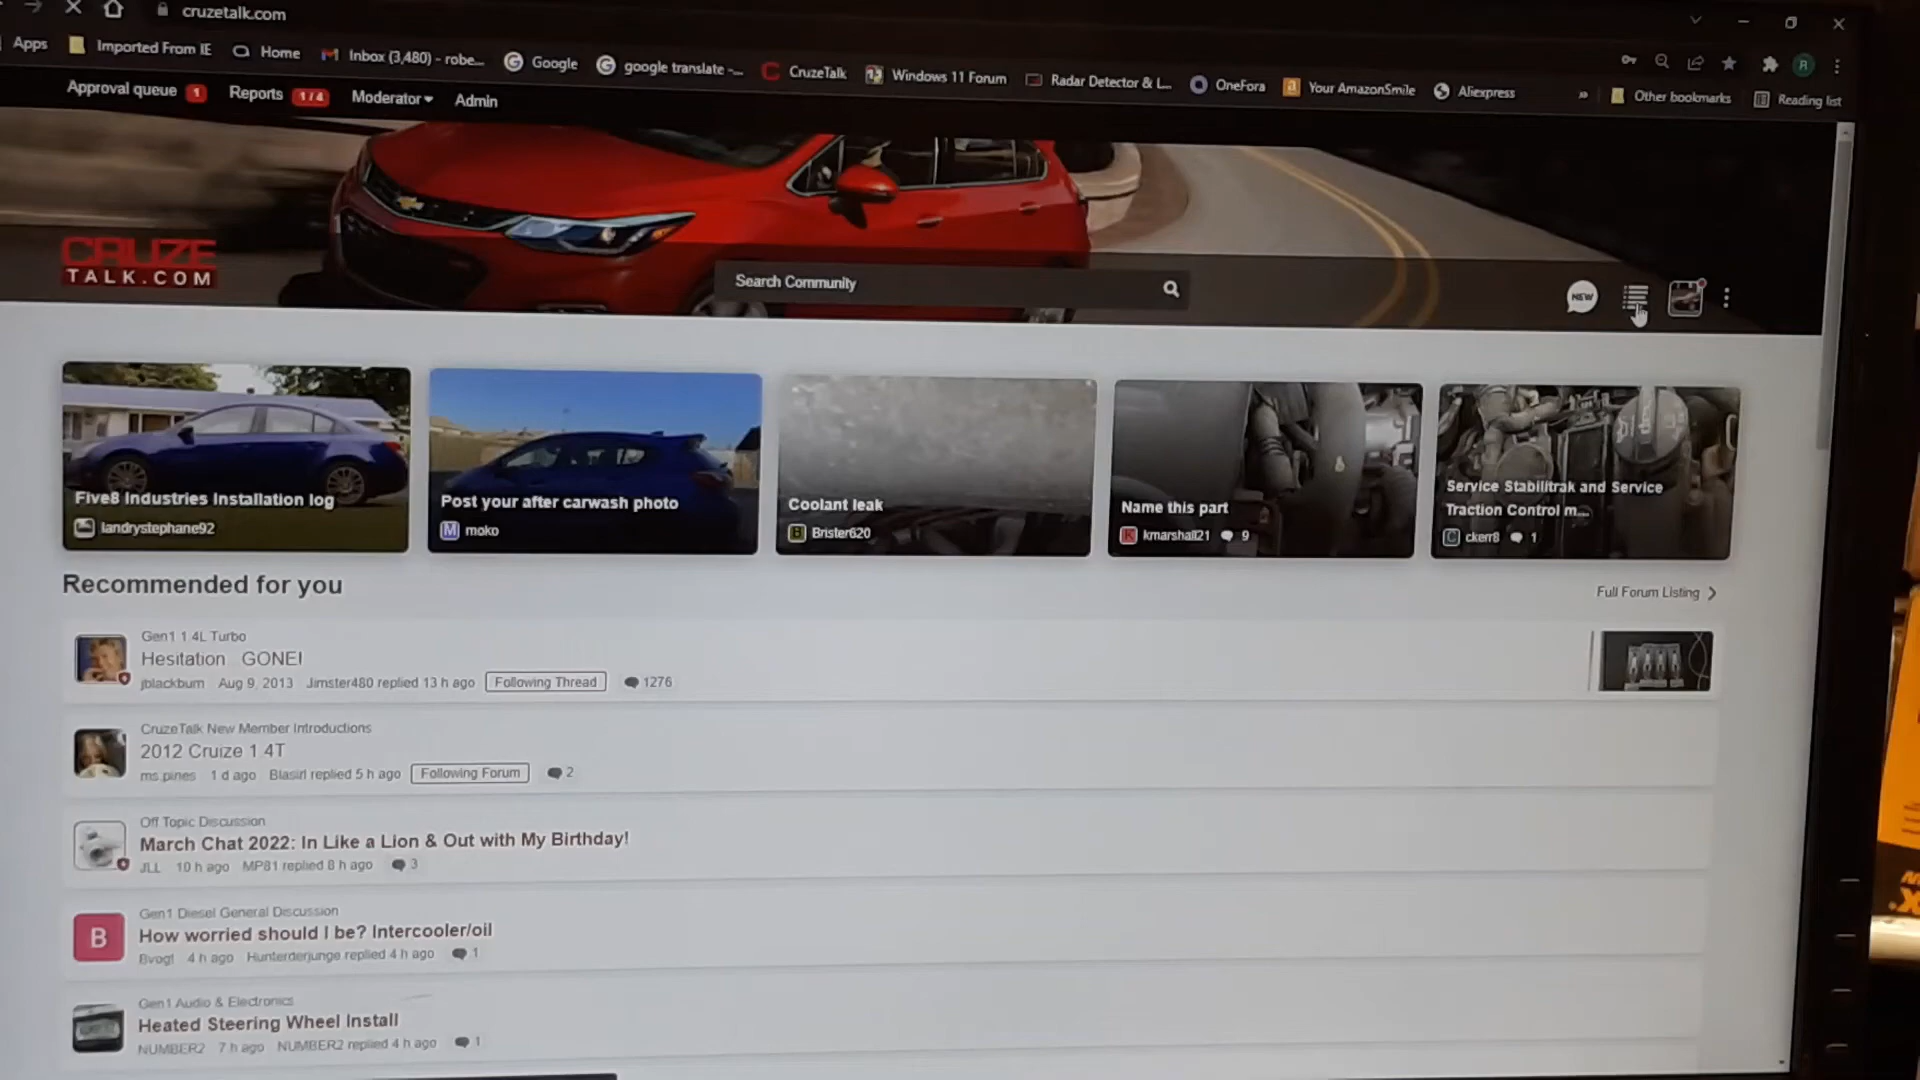 cruzetalk.com
Apps
Imported From IE
Home
Inbox (3,480) - robe...
Google
google translate -...
CruzeTalk
Windows 11 Forum
Radar Detector & L...
OneFora
Your AmazonSmile
Aliexpress
»
Other bookmarks
Reading list
R
Approval queue 1
Reports 1 / 4
Moderator
Admin
CRUZE
TALK.COM
Search Community
NEW
Five8 Industries Installation log
landrystephane92
Post your after carwash photo
M moko
Coolant leak
B Brister620
Name this part
K kmarshall21 9
Service Stabilitrak and Service
Traction Control m...
C ckerr8 1
Recommended for you
Full Forum Listing
Gen1 1.4L Turbo
Hesitation GONE!
jblackburn Aug 9, 2013 Jimster480 replied 13 h ago Following Thread 1276
CruzeTalk New Member Introductions
2012 Cruize 1 4T
ms.pines 1 d ago Blasirl replied 5 h ago Following Forum 2
Off Topic Discussion
March Chat 2022: In Like a Lion & Out with My Birthday!
JLL 10 h ago MP81 replied 8 h ago 3
B
Gen1 Diesel General Discussion
How worried should I be? Intercooler/oil
Bvogl 4 h ago Hunterderjunge replied 4 h ago 1
Gen1 Audio & Electronics
Heated Steering Wheel Install
NUMBER2 7 h ago NUMBER2 replied 4 h ago 1